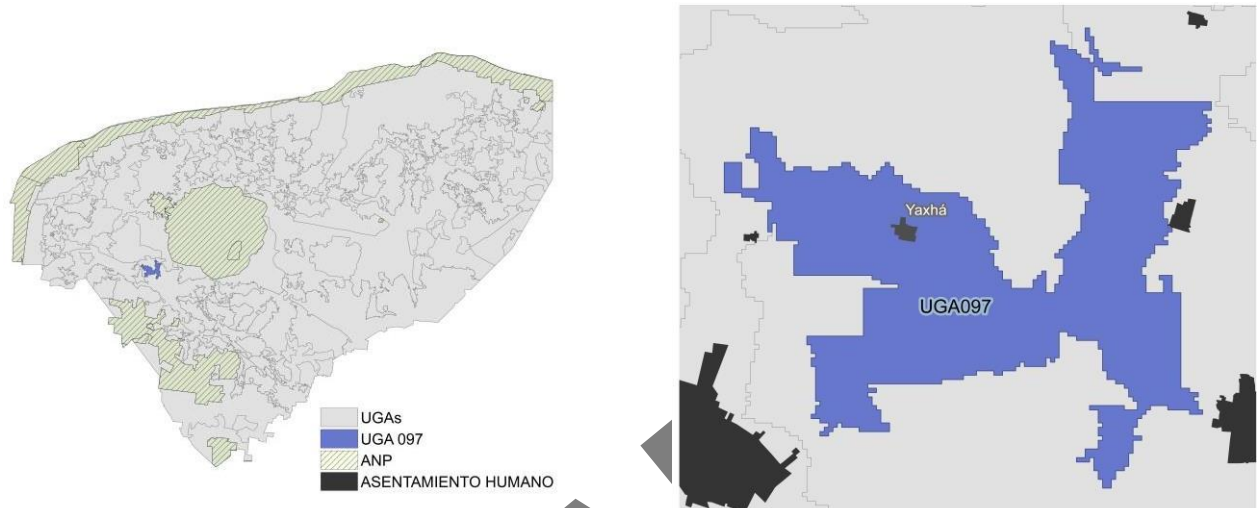 UGAs
UGA 097
ANP
ASENTAMIENTO HUMANO
Yaxhá
UGA097